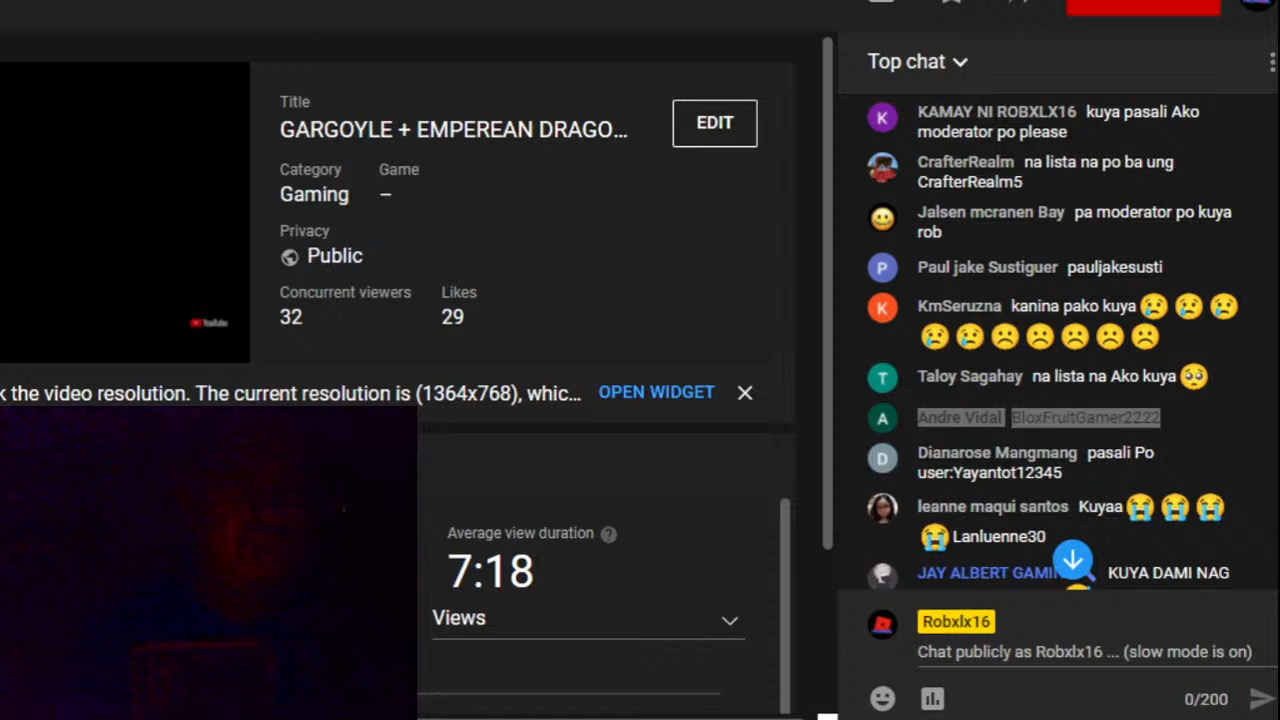 Title
GARGOYLE + EMPEREAN DRAGO...
EDIT
Category Game
Gaming –
Privacy
Public
Concurrent viewers Likes
32 29
YouTube
k the video resolution. The current resolution is (1364x768), whic... OPEN WIDGET
Average view duration
7:18
Views
Top chat
K KAMAY NI ROBXLX16 kuya pasali Ako
moderator po please
CrafterRealm na lista na po ba ung
CrafterRealm5
Jalsen mcranen Bay pa moderator po kuya
rob
P Paul jake Sustiguer pauljakesusti
K KmSeruzna kanina pako kuya😢😢😢
😢😢☹️☹️☹️☹️☹️
T Taloy Sagahay na lista na Ako kuya🥺
A Andre Vidal BloxFruitGamer2222
D Dianarose Mangmang pasali Po
user:Yayantot12345
leanne maqui santos Kuyaa😭😭😭
😭Lanluenne30
JAY ALBERT GAMIN KUYA DAMI NAG
Robxlx16
Chat publicly as Robxlx16 ... (slow mode is on)
0/200